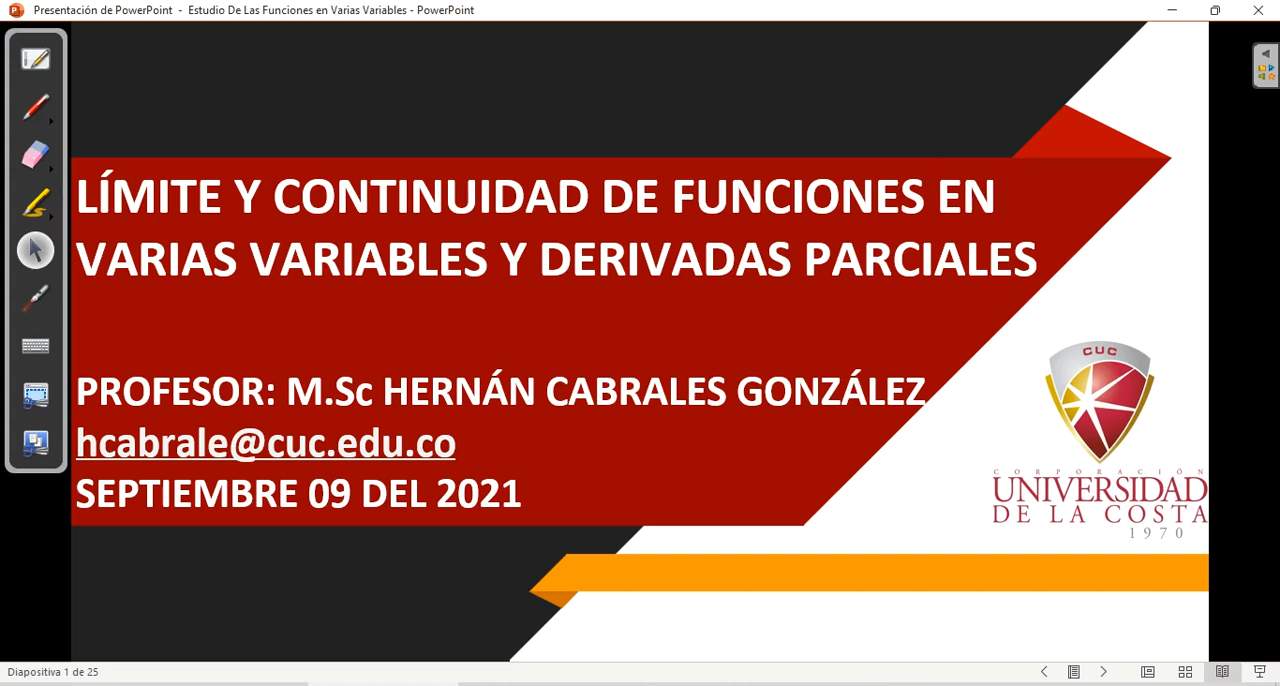 Presentación de PowerPoint - Estudio De Las Funciones en Varias Variables - PowerPoint
LÍMITE Y CONTINUIDAD DE FUNCIONES EN
VARIAS VARIABLES Y DERIVADAS PARCIALES
PROFESOR: M.Sc HERNÁN CABRALES GONZÁLEZ
hcabrale@cuc.edu.co
SEPTIEMBRE 09 DEL 2021
CUC
CORPORACIÓN
UNIVERSIDAD
DE LA COSTA
1970
Diapositiva 1 de 25